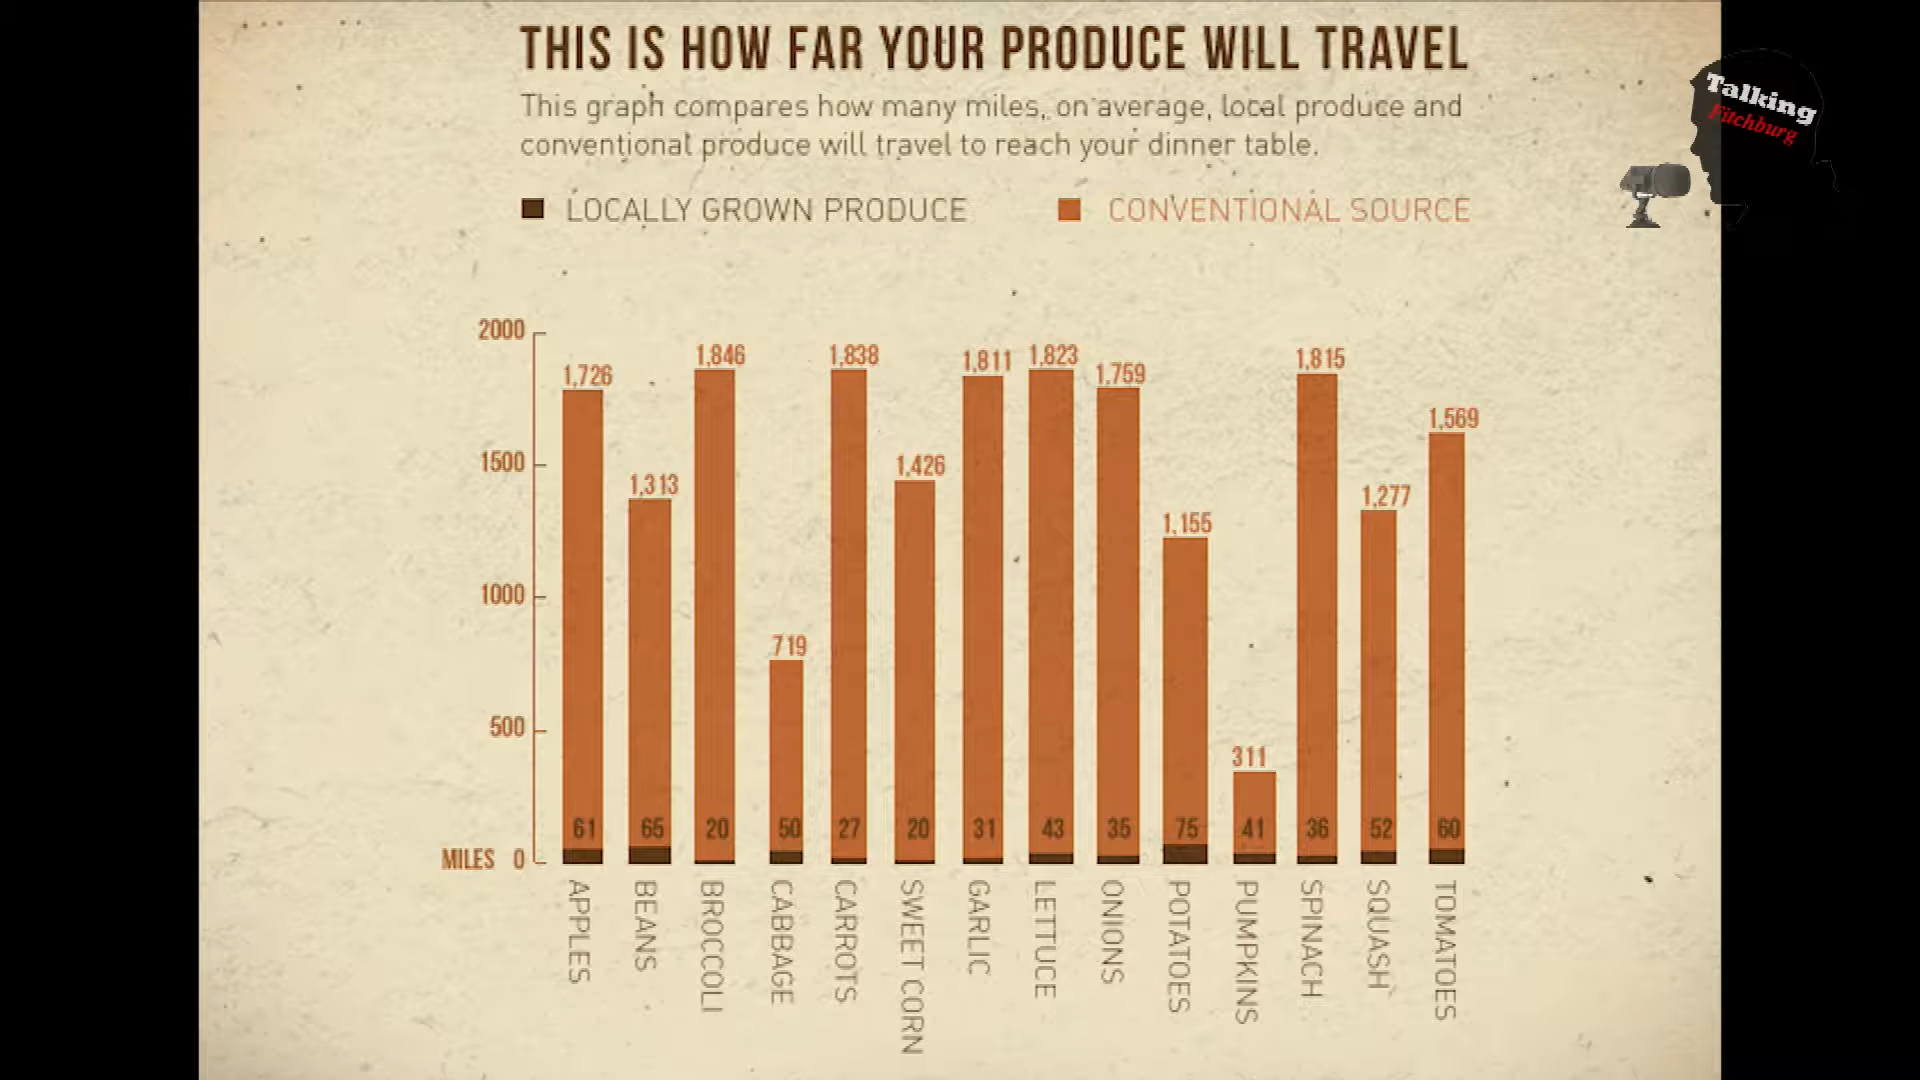 THIS IS HOW FAR YOUR PRODUCE WILL TRAVEL
This graph compares how many miles, on average, local produce and
conventional produce will travel to reach your dinner table.
LOCALLY GROWN PRODUCE CONVENTIONAL SOURCE
Talking
Fitchburg
2000
1500
1000
500
MILES 0
1,726
1,313
1,846
719
1,838
1,426
1,811
1,823
1,759
1,155
311
1,815
1,277
1,569
61 65 20 50 27 20 31 43 35 75 41 36 52 60
APPLES
BEANS
BROCCOLI
CABBAGE
CARROTS
SWEET CORN
GARLIC
LETTUCE
ONIONS
POTATOES
PUMPKINS
SPINACH
SQUASH
TOMATOES